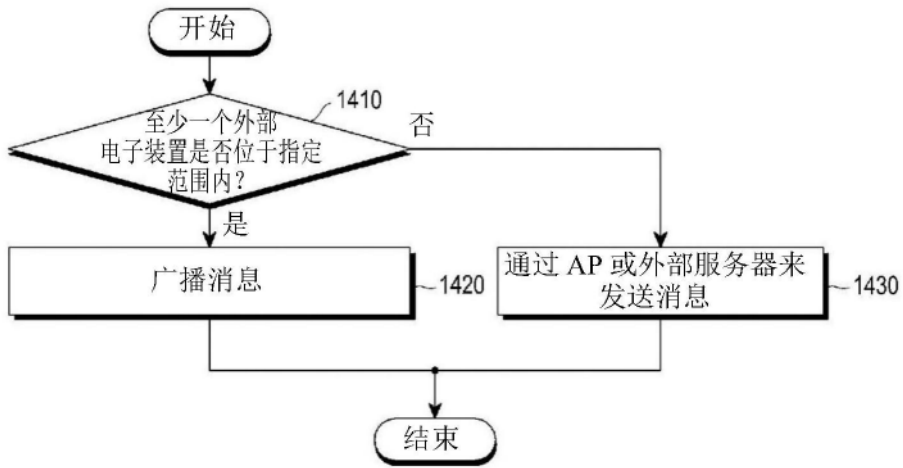 开始
1410
至少一个外部
电子装置是否位于指定
范围内?
否
是
广播消息
1420
通过 AP 或外部服务器来
发送消息
1430
结束